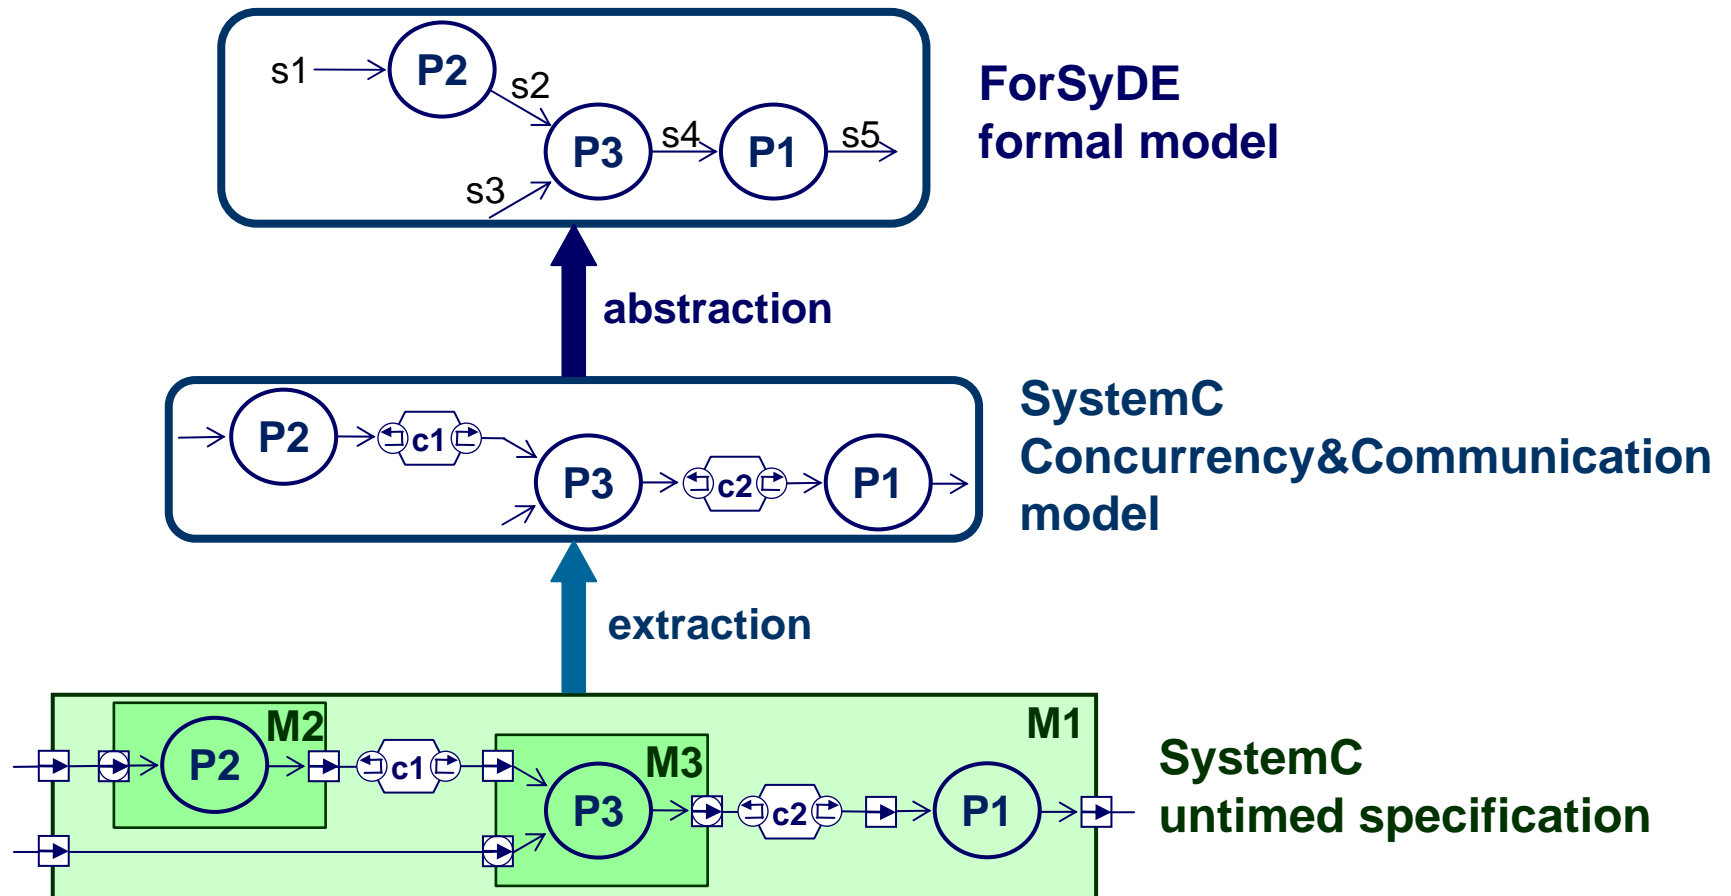 s1
P2
s2
P3
s3
s4
P1
s5
ForSyDE
formal model
abstraction
P2
c1
P3
c2
P1
SystemC
Concurrency&Communication
model
extraction
M1
M2
P2
c1
M3
P3
c2
P1
SystemC
untimed specification